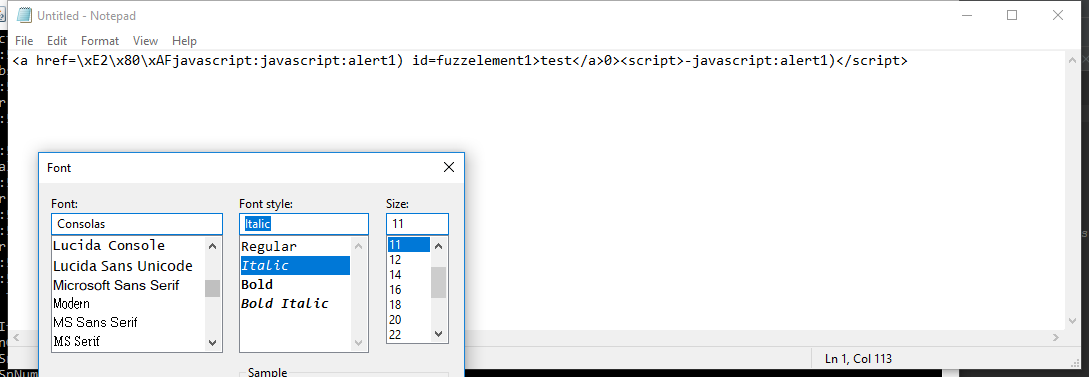 Untitled - Notepad
File Edit Format View Help
<a href=\xE2\x80\xAFjavascript:javascript:alert1) id=fuzzelement1>test</a>0><script>-javascript:alert1)</script>
Font
Font: Font style: Size:
Consolas Italic 11
Lucida Console Regular 11
Lucida Sans Unicode Italic 12
Microsoft Sans Serif Bold 14
Modern Bold Italic 16
MS Sans Serif 18
MS Serif 20
22
Sample
Ln 1, Col 113